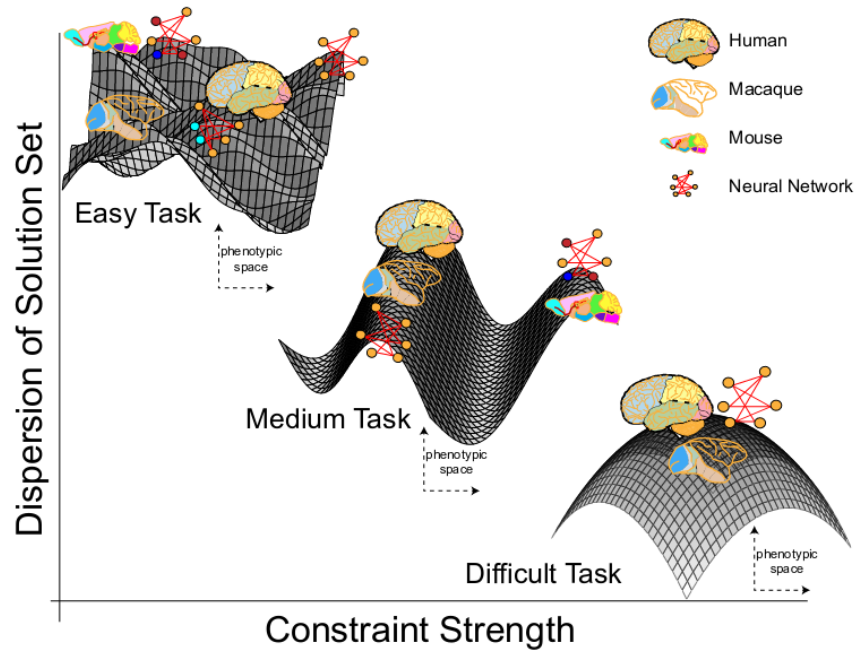 Human
Macaque
Mouse
Neural Network
Dispersion of Solution Set
Easy Task
phenotypic
space
Medium Task
phenotypic
space
Difficult Task
phenotypic
space
Constraint Strength